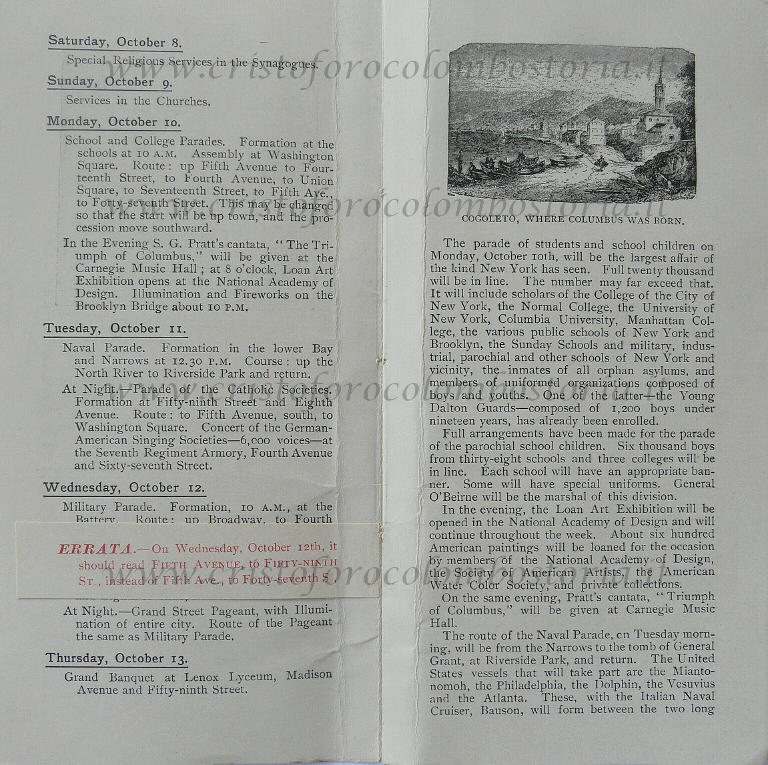 Saturday, October 8.
Special Religious Services in the Synagogues.
Sunday, October 9.
Services in the Churches.
Monday, October 10.
School and College Parades. Formation at the
schools at 10 A.M. Assembly at Washington
Square. Route: up Fifth Avenue to Four-
teenth Street, to Fourth Avenue, to Union
Square, to Seventeenth Street, to Fifth Ave.,
to Forty-seventh Street. This may be changed
so that the start will be up town, and the pro-
cession move southward.
In the Evening S. G. Pratt's cantata, "The Tri-
umph of Columbus," will be given at the
Carnegie Music Hall; at 8 o'clock, Loan Art
Exhibition opens at the National Academy of
Design. Illumination and Fireworks on the
Brooklyn Bridge about 10 P.M.
Tuesday, October 11.
Naval Parade. Formation in the lower Bay
and Narrows at 12.30 P.M. Course: up the
North River to Riverside Park and return.
At Night.—Parade of the Catholic Societies.
Formation at Fifty-ninth Street and Eighth
Avenue. Route: to Fifth Avenue, south, to
Washington Square. Concert of the German-
American Singing Societies—6,000 voices—at
the Seventh Regiment Armory, Fourth Avenue
and Sixty-seventh Street.
Wednesday, October 12.
Military Parade. Formation, 10 A.M., at the
Battery. Route: up Broadway, to Fourth
ERRATA.—On Wednesday, October 12th, it
should read FIFTH AVENUE, TO FIFTY-NINTH
ST., instead of Fifth Ave., to Forty-seventh S
At Night.—Grand Street Pageant, with Illumi-
nation of entire city. Route of the Pageant
the same as Military Parade.
Thursday, October 13.
Grand Banquet at Lenox Lyceum, Madison
Avenue and Fifty-ninth Street.
COGOLETO, WHERE COLUMBUS WAS BORN.
The parade of students and school children on
Monday, October 10th, will be the largest affair of
the kind New York has seen. Full twenty thousand
will be in line. The number may far exceed that.
It will include scholars of the College of the City of
New York, the Normal College, the University of
New York, Columbia University, Manhattan Col-
lege, the various public schools of New York and
Brooklyn, the Sunday Schools and military, indus-
trial, parochial and other schools of New York and
vicinity, the inmates of all orphan asylums, and
members of uniformed organizations composed of
boys and youths. One of the latter—the Young
Dalton Guards—composed of 1,200 boys under
nineteen years, has already been enrolled.
Full arrangements have been made for the parade
of the parochial school children. Six thousand boys
from thirty-eight schools and three colleges will be
in line. Each school will have an appropriate ban-
ner. Some will have special uniforms. General
O'Beirne will be the marshal of this division.
In the evening, the Loan Art Exhibition will be
opened in the National Academy of Design and will
continue throughout the week. About six hundred
American paintings will be loaned for the occasion
by members of the National Academy of Design,
the Society of American Artists, the American
Water Color Society, and private collections.
On the same evening, Pratt's cantata, "Triumph
of Columbus," will be given at Carnegie Music
Hall.
The route of the Naval Parade, on Tuesday morn-
ing, will be from the Narrows to the tomb of General
Grant, at Riverside Park, and return. The United
States vessels that will take part are the Mianto-
nomoh, the Philadelphia, the Dolphin, the Vesuvius
and the Atlanta. These, with the Italian Naval
Cruiser, Bauson, will form between the two long
www.cristoforocolombostoria.it
www.cristoforocolombostoria.it
www.cristoforocolombostoria.it
www.cristoforocolombostoria.it